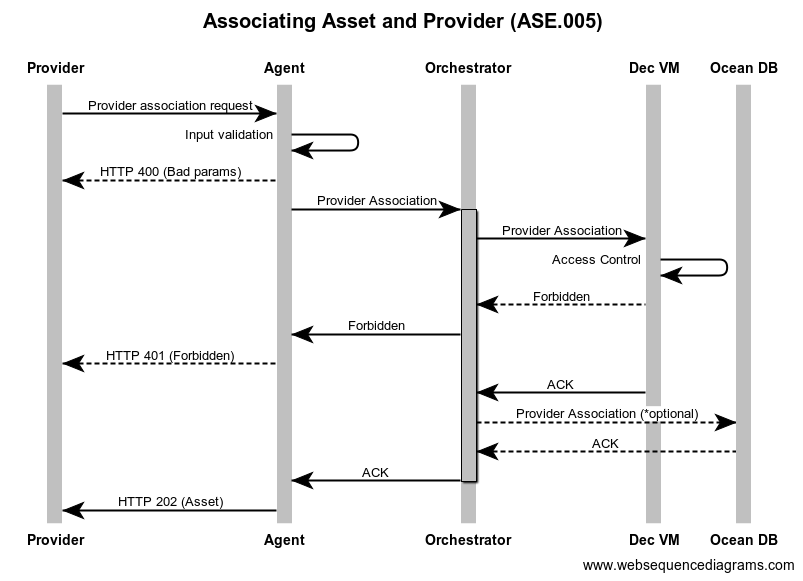 Associating Asset and Provider (ASE.005)
Provider Agent Orchestrator Dec VM Ocean DB
Provider association request
Input validation
HTTP 400 (Bad params)
Provider Association
Provider Association
Access Control
Forbidden
Forbidden
HTTP 401 (Forbidden)
ACK
Provider Association (*optional)
ACK
ACK
HTTP 202 (Asset)
Provider Agent Orchestrator Dec VM Ocean DB
www.websequencediagrams.com